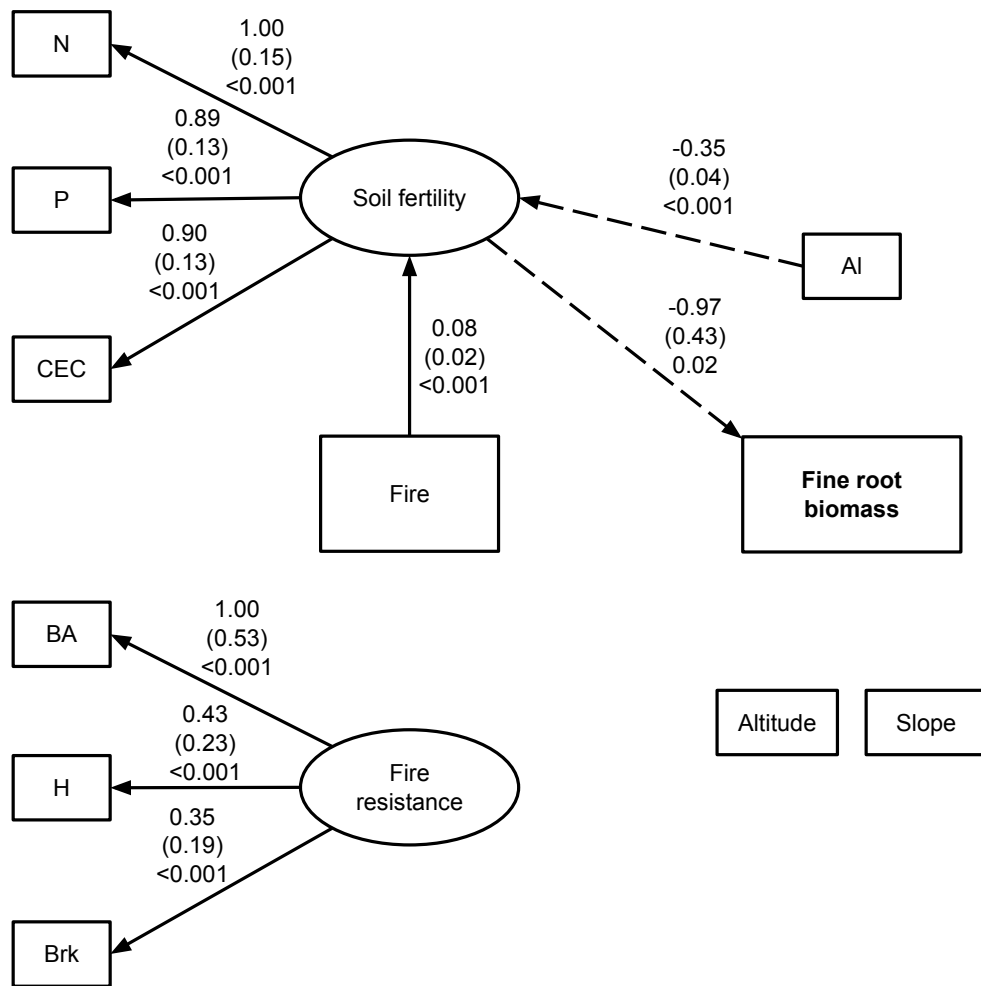 N
1.00
(0.15)
<0.001
P
0.89
(0.13)
<0.001
Soil fertility
-0.35
(0.04)
<0.001
Al
CEC
0.90
(0.13)
<0.001
0.08
(0.02)
<0.001
-0.97
(0.43)
0.02
Fire
Fine root
biomass
BA
1.00
(0.53)
<0.001
H
0.43
(0.23)
<0.001
Fire
resistance
Altitude
Slope
0.35
(0.19)
<0.001
Brk